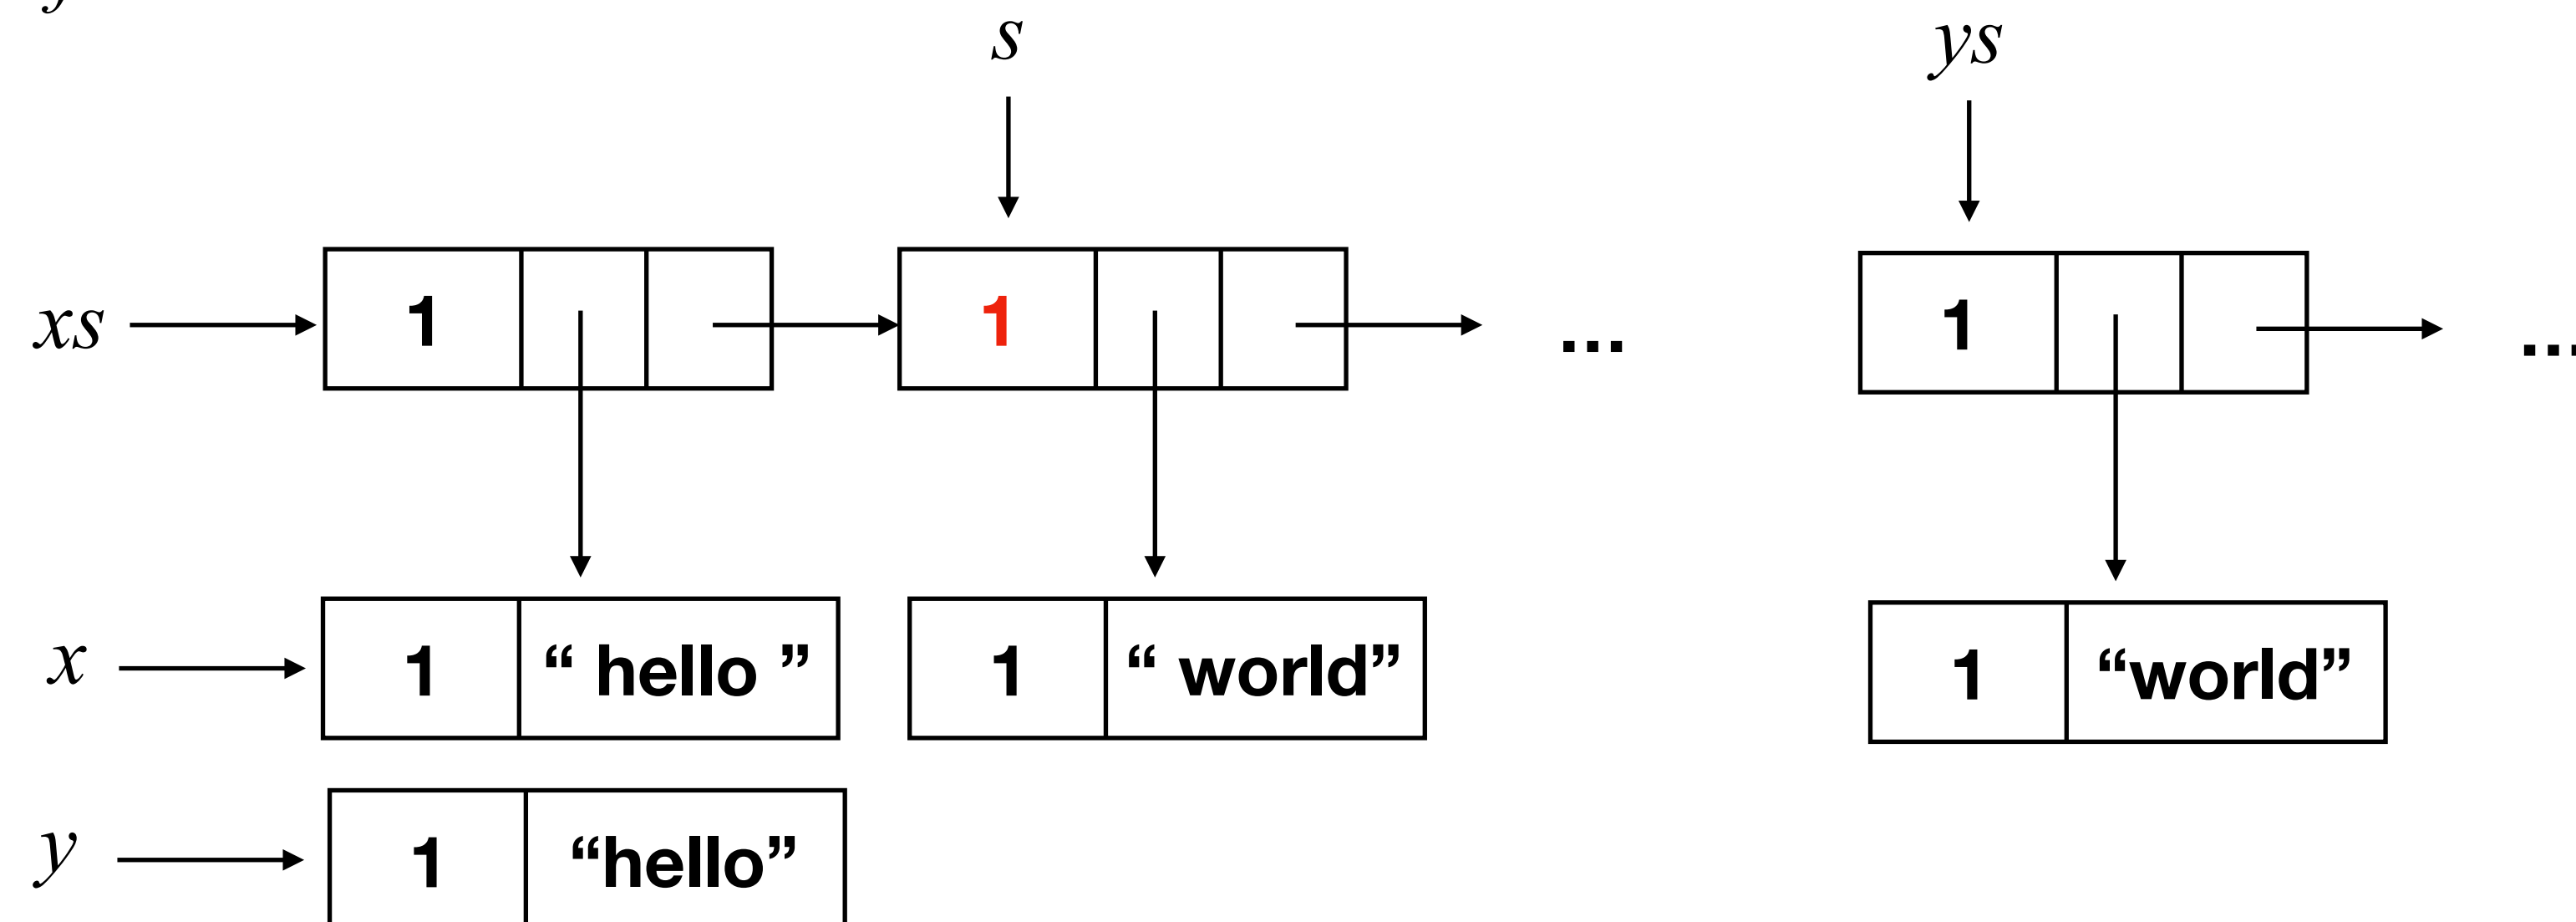 s ys
xs 1 1 ... 1 ...
x 1 “ hello ” 1 “ world” 1 “world”
y 1 “hello”